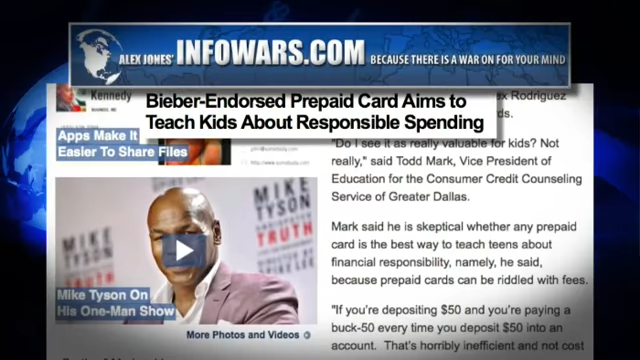 ALEX JONES' INFOWARS.COM BECAUSE THERE IS A WAR ON FOR YOUR MIND
Kennedy
Bieber-Endorsed Prepaid Card Aims to
Teach Kids About Responsible Spending
Apps Make It
Easier To Share Files
MIKE
TYSON
TRUTH
MIKE
TYSON
TRUTH
SPIKE LEE
Mike Tyson On
His One-Man Show
More Photos and Videos
Rodriguez
"Do I see it as really valuable for kids? Not
really," said Todd Mark, Vice President of
Education for the Consumer Credit Counseling
Service of Greater Dallas.
Mark said he is skeptical whether any prepaid
card is the best way to teach teens about
financial responsibility, namely, he said,
because prepaid cards can be riddled with fees.
"If you're depositing $50 and you're paying a
buck-50 every time you deposit $50 into an
account. That's horribly inefficient and not cost